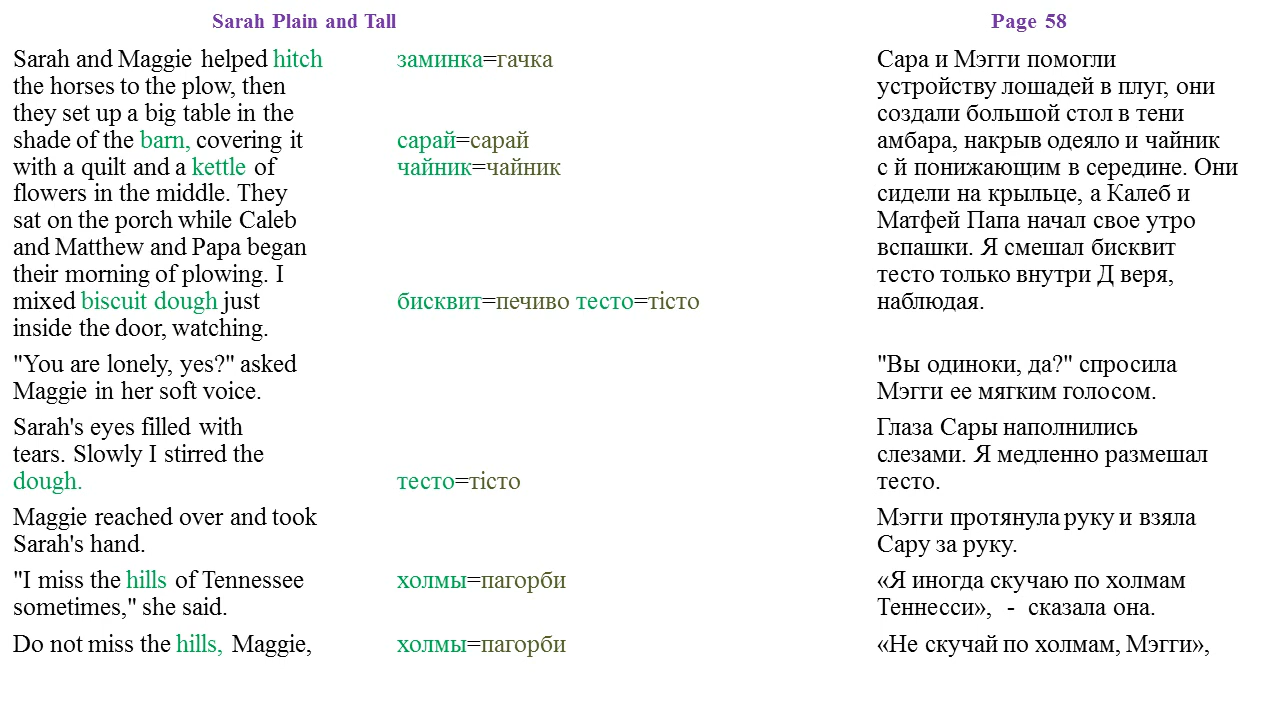 Sarah Plain and Tall
Page 58
Sarah and Maggie helped hitch
the horses to the plow, then
they set up a big table in the
shade of the barn, covering it
with a quilt and a kettle of
flowers in the middle. They
sat on the porch while Caleb
and Matthew and Papa began
their morning of plowing. I
mixed biscuit dough just
inside the door, watching.
"You are lonely, yes?" asked
Maggie in her soft voice.
Sarah's eyes filled with
tears. Slowly I stirred the
dough.
Maggie reached over and took
Sarah's hand.
"I miss the hills of Tennessee
sometimes," she said.
Do not miss the hills, Maggie,
заминка=гачка
сарай=сарай
чайник=чайник
бисквит=печиво тесто=тісто
тесто=тісто
холмы=пагорби
холмы=пагорби
Сара и Мэгги помогли
устройству лошадей в плуг, они
создали большой стол в тени
амбара, накрыв одеяло и чайник
с й понижающим в середине. Они
сидели на крыльце, а Калеб и
Матфей Папа начал свое утро
вспашки. Я смешал бисквит
тесто только внутри Д веря,
наблюдая.
"Вы одиноки, да?" спросила
Мэгги ее мягким голосом.
Глаза Сары наполнились
слезами. Я медленно размешал
тесто.
Мэгги протянула руку и взяла
Сару за руку.
«Я иногда скучаю по холмам
Теннесси», - сказала она.
«Не скучай по холмам, Мэгги»,